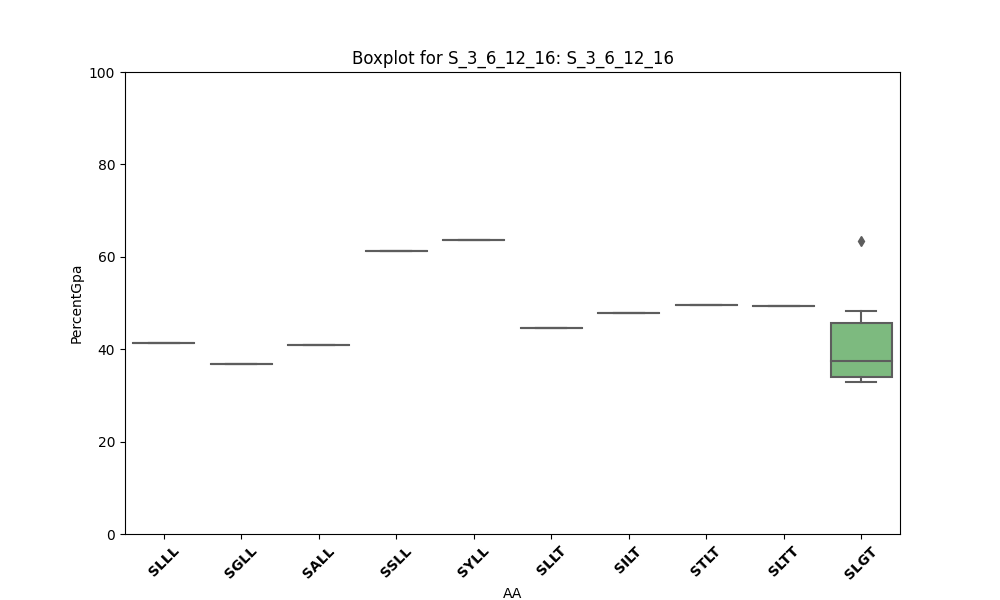 Boxplot for S_3_6_12_16: S_3_6_12_16
100
80
60
40
20
0
PercentGpa
SLLL
SGLL
SALL
SSLL
SYLL
SLLT
SILT
STLT
SLTT
SLGT
AA